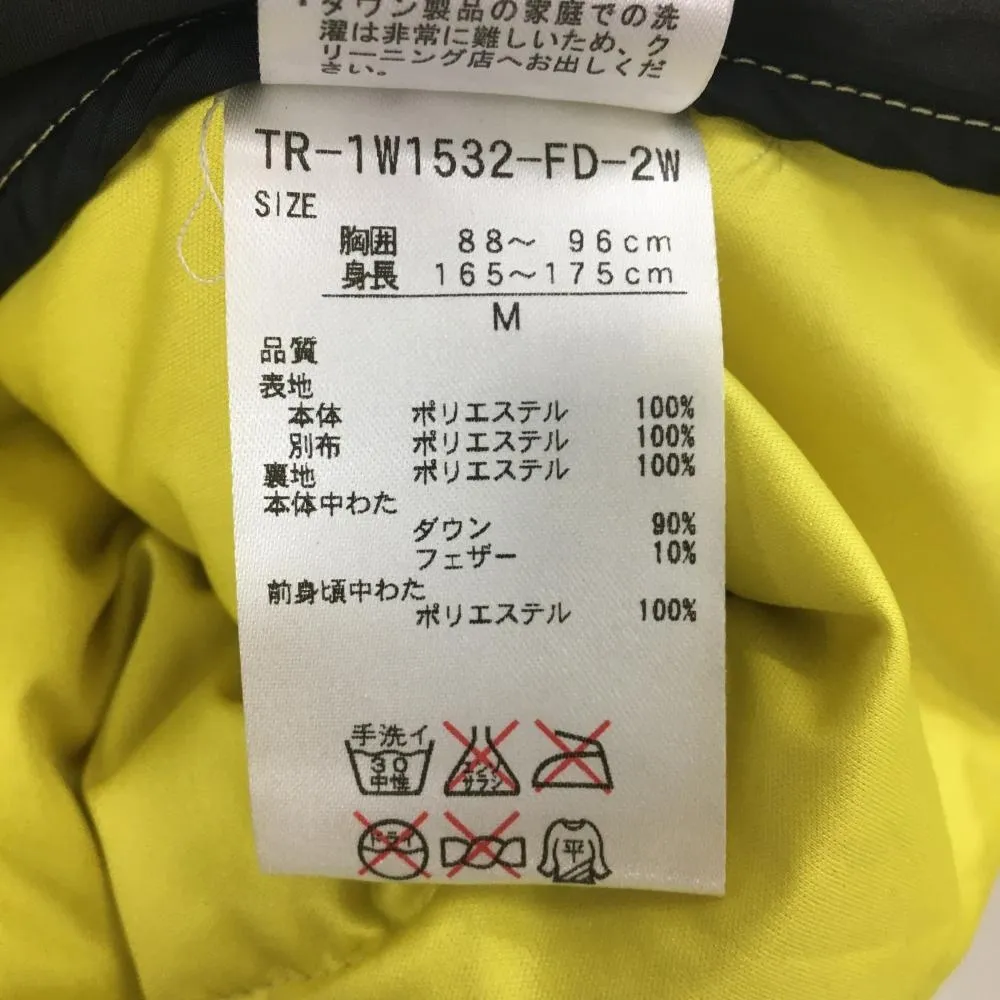 ・ダウン製品の家庭での洗
濯は非常に難しいため、ク
リーニング店へお出しくだ
さい。
TR-1W1532-FD-2W
SIZE
胸囲 88～ 96cm
身長 165～175cm
M
品質
表地
本体 ポリエステル 100%
別布 ポリエステル 100%
裏地 ポリエステル 100%
本体中わた
ダウン 90%
フェザー 10%
前身頃中わた
ポリエステル 100%
手洗イ
30
中性
エンソ
サラシ
ドライ
平